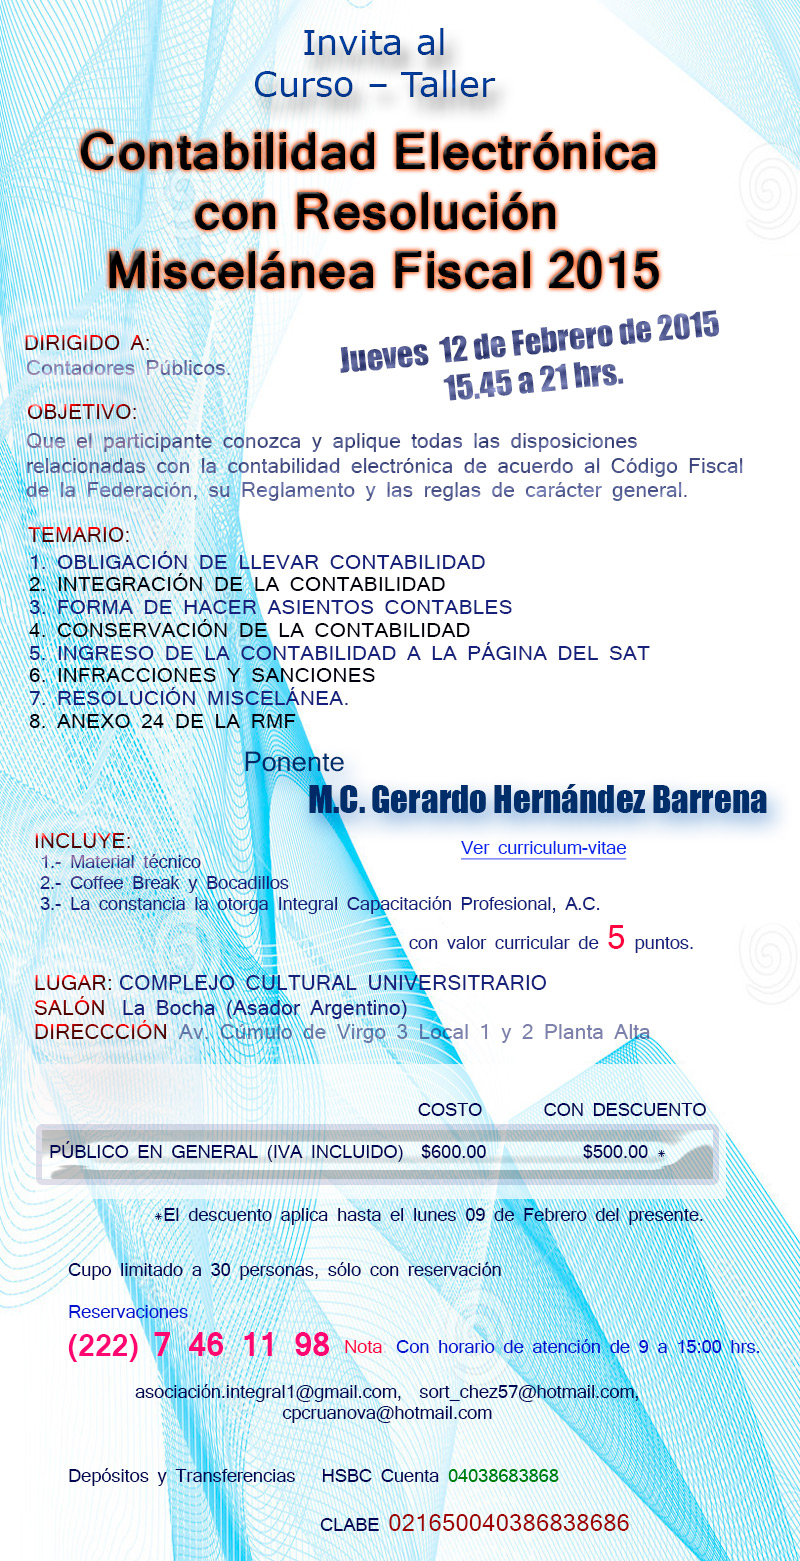 Invita al
Curso – Taller
Contabilidad Electrónica
con Resolución
Miscelánea Fiscal 2015
DIRIGIDO A:
Contadores Públicos.
Jueves 12 de Febrero de 2015
15.45 a 21 hrs.
OBJETIVO:
Que el participante conozca y aplique todas las disposiciones
relacionadas con la contabilidad electrónica de acuerdo al Código Fiscal
de la Federación, su Reglamento y las reglas de carácter general.
TEMARIO:
1. OBLIGACIÓN DE LLEVAR CONTABILIDAD
2. INTEGRACIÓN DE LA CONTABILIDAD
3. FORMA DE HACER ASIENTOS CONTABLES
4. CONSERVACIÓN DE LA CONTABILIDAD
5. INGRESO DE LA CONTABILIDAD A LA PÁGINA DEL SAT
6. INFRACCIONES Y SANCIONES
7. RESOLUCIÓN MISCELÁNEA.
8. ANEXO 24 DE LA RMF
Ponente
M.C. Gerardo Hernández Barrena
Ver curriculum-vitae
INCLUYE:
1.- Material técnico
2.- Coffee Break y Bocadillos
3.- La constancia la otorga Integral Capacitación Profesional, A.C.
con valor curricular de 5 puntos.
LUGAR: COMPLEJO CULTURAL UNIVERSITRARIO
SALÓN La Bocha (Asador Argentino)
DIRECCCIÓN Av. Cúmulo de Virgo 3 Local 1 y 2 Planta Alta
COSTO CON DESCUENTO
PÚBLICO EN GENERAL (IVA INCLUIDO) $600.00 $500.00 *
*El descuento aplica hasta el lunes 09 de Febrero del presente.
Cupo limitado a 30 personas, sólo con reservación
Reservaciones
(222) 7 46 11 98 Nota Con horario de atención de 9 a 15:00 hrs.
asociación.integral1@gmail.com, sort_chez57@hotmail.com,
cpcruanova@hotmail.com
Depósitos y Transferencias HSBC Cuenta 04038683868
CLABE 021650040386838686